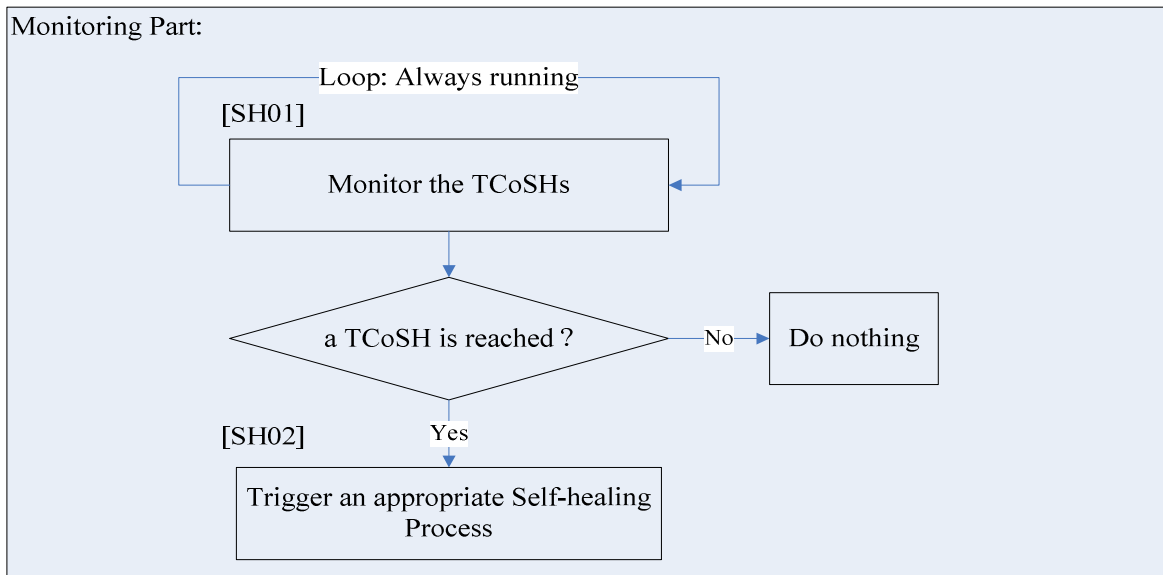 Monitoring Part:
Loop: Always running
[SH01]
Monitor the TCoSHs
a TCoSH is reached ?
No
Do nothing
Yes
[SH02]
Trigger an appropriate Self-healing
Process